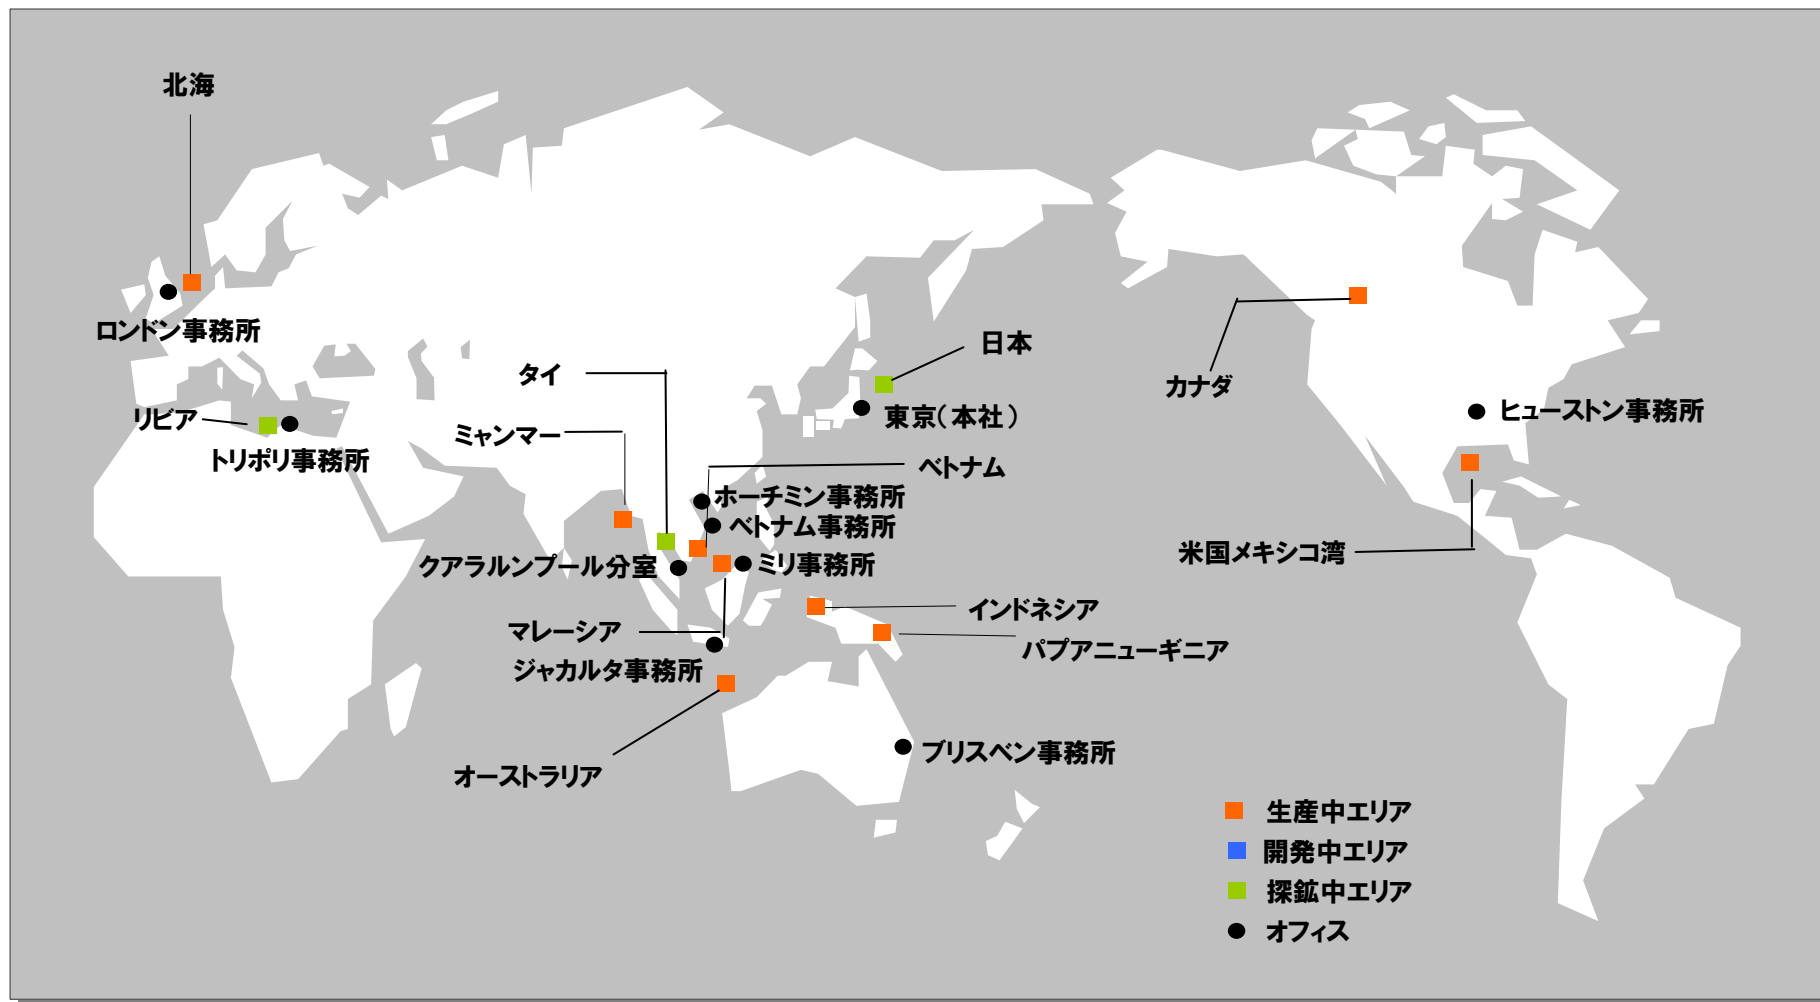 北海
ロンドン事務所
日本
タイ
カナダ
リビア
東京(本社)
ヒューストン事務所
ミャンマー
トリポリ事務所
ベトナム
ホーチミン事務所
ベトナム事務所
米国メキシコ湾
クアラルンプール分室
ミリ事務所
インドネシア
マレーシア
パプアニューギニア
ジャカルタ事務所
ブリスベン事務所
オーストラリア
生産中エリア
開発中エリア
探鉱中エリア
オフィス